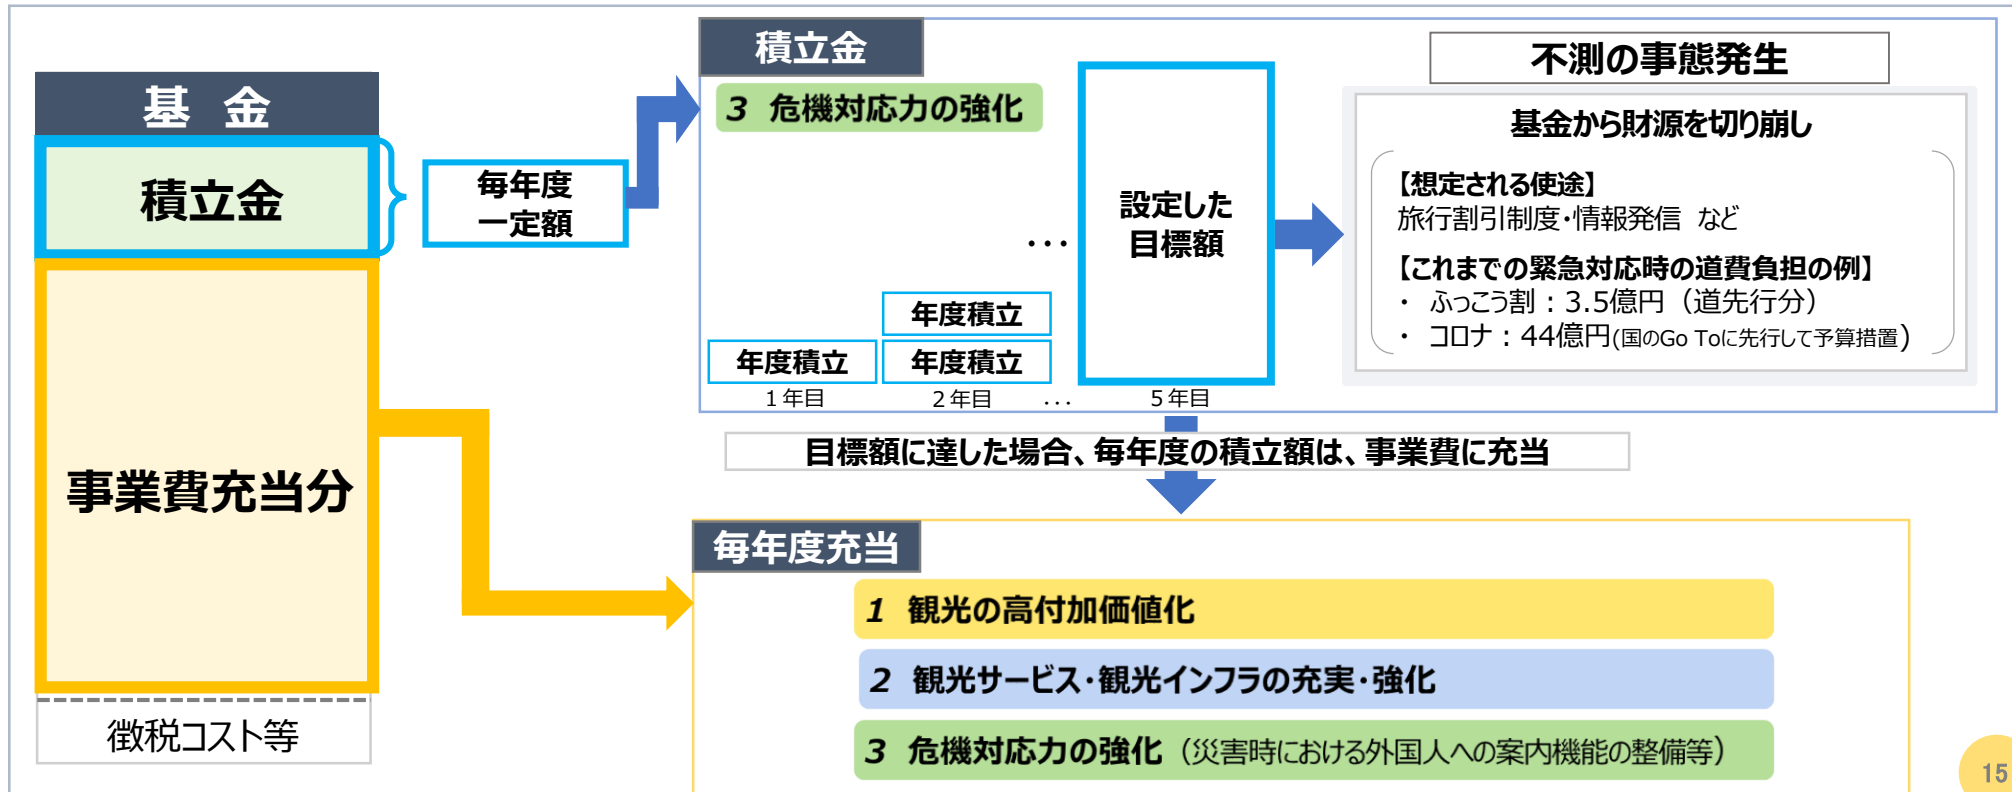 基 金
積立金
事業費充当分
徴税コスト等
毎年度
一定額
積立金
3 危機対応力の強化
年度積立
1年目
年度積立
年度積立
2年目
…
…
設定した
目標額
5年目
不測の事態発生
基金から財源を切り崩し
【想定される使途】
旅行割引制度・情報発信 など
【これまでの緊急対応時の道費負担の例】
・ ふっこう割：3.5億円（道先行分）
・ コロナ：44億円(国のGo Toに先行して予算措置)
目標額に達した場合、毎年度の積立額は、事業費に充当
毎年度充当
1 観光の高付加価値化
2 観光サービス・観光インフラの充実・強化
3 危機対応力の強化（災害時における外国人への案内機能の整備等）
15